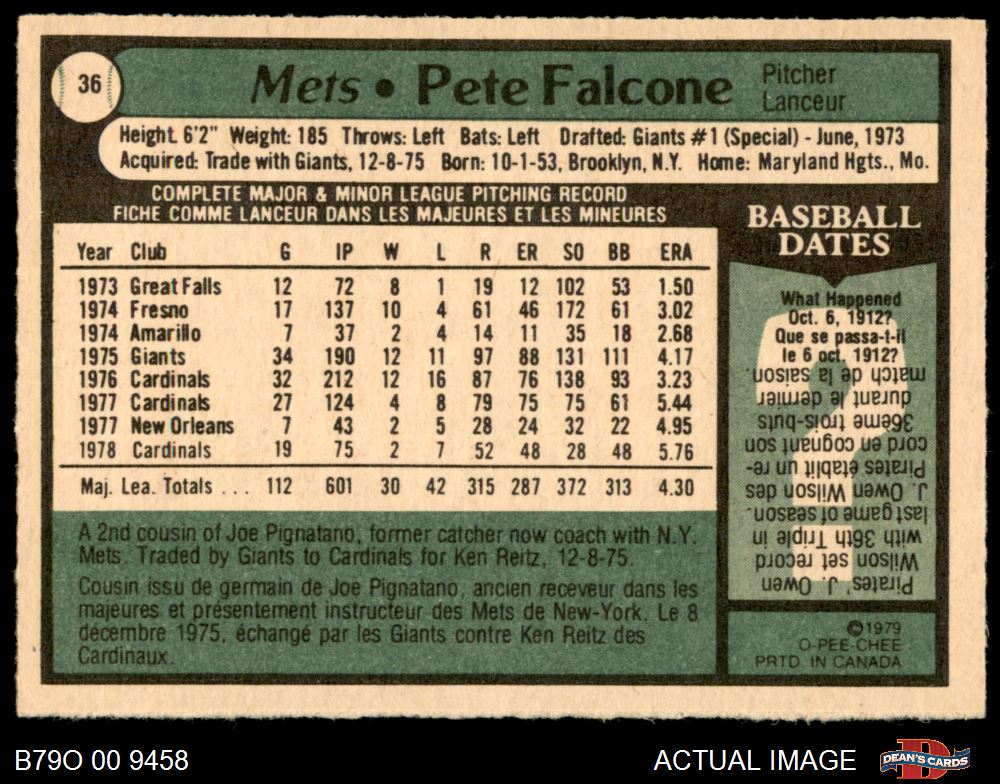 36
Mets • Pete Falcone
Pitcher
Lanceur
Height. 6'2" Weight: 185 Throws: Left Bats: Left Drafted: Giants #1 (Special) - June, 1973
Acquired: Trade with Giants, 12-8-75 Born: 10-1-53, Brooklyn, N.Y. Home: Maryland Hgts., Mo.
COMPLETE MAJOR & MINOR LEAGUE PITCHING RECORD
FICHE COMME LANCEUR DANS LES MAJEURES ET LES MINEURES
Year Club G IP W L R ER SO BB ERA
1973 Great Falls 12 72 8 1 19 12 102 53 1.50
1974 Fresno 17 137 10 4 61 46 172 61 3.02
1974 Amarillo 7 37 2 4 14 11 35 18 2.68
1975 Giants 34 190 12 11 97 88 131 111 4.17
1976 Cardinals 32 212 12 16 87 76 138 93 3.23
1977 Cardinals 27 124 4 8 79 75 75 61 5.44
1977 New Orleans 7 43 2 5 28 24 32 22 4.95
1978 Cardinals 19 75 2 7 52 48 28 48 5.76
Maj. Lea. Totals ... 112 601 30 42 315 287 372 313 4.30
A 2nd cousin of Joe Pignatano, former catcher now coach with N.Y.
Mets. Traded by Giants to Cardinals for Ken Reitz, 12-8-75.
Cousin issu de germain de Joe Pignatano, ancien receveur dans les
majeures et présentement instructeur des Mets de New-York. Le 8
décembre 1975, échangé par les Giants contre Ken Reitz des
Cardinaux.
BASEBALL
DATES
What Happened
Oct. 6, 1912?
Que se passa-t-il
le 6 oct. 1912?
Pirates' J. Owen
Wilson set record
with 36th Triple in
last game of season.
J. Owen Wilson des
Pirates établit un re-
cord en cognant son
36ème trois-buts
durant le dernier
match de la saison.
©1979
O-PEE-CHEE
PRTD. IN CANADA
B79O 00 9458
ACTUAL IMAGE
DEAN'S CARDS